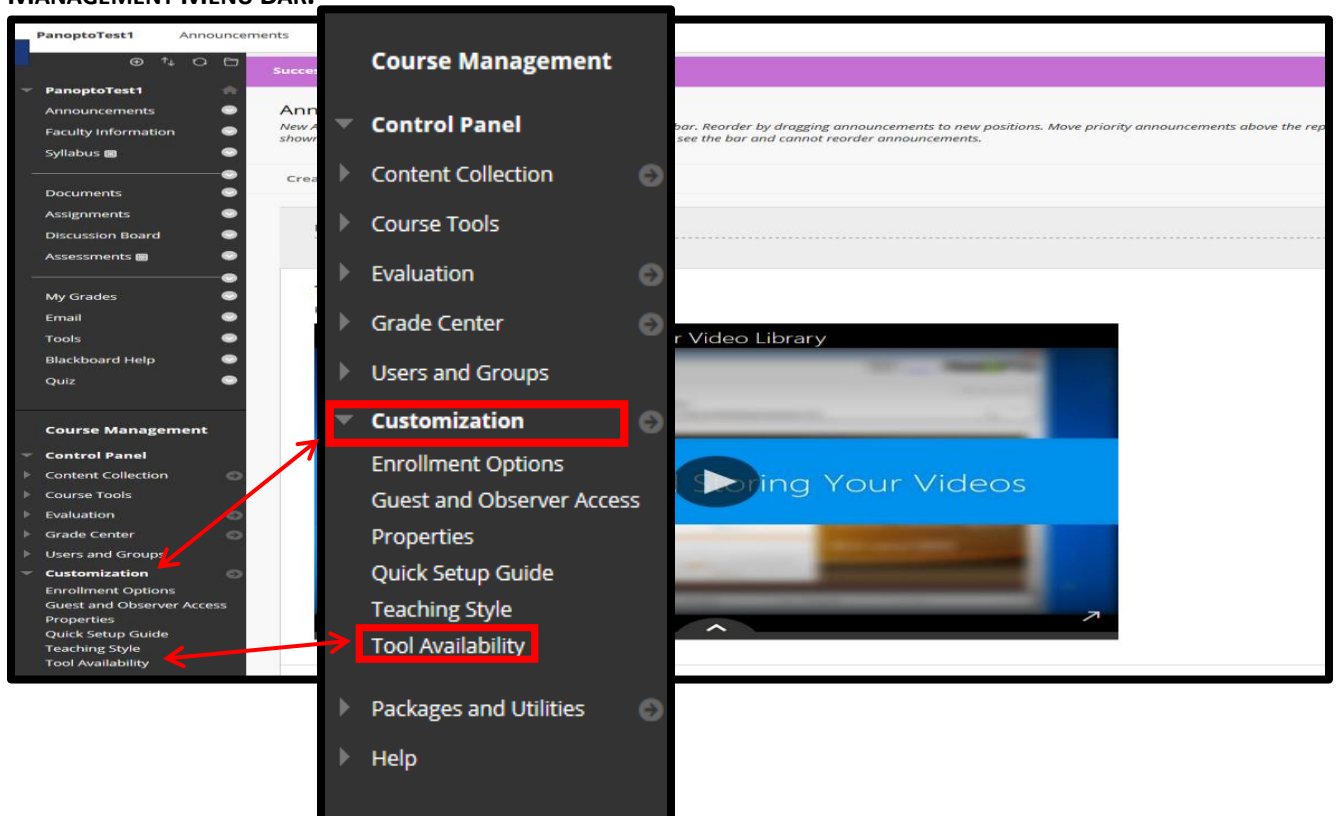 MANAGEMENT MENU BAR.
PanoptoTest1 Announcements
PanoptoTest1
Announcements
Faculty Information
Syllabus
Documents
Assignments
Discussion Board
Assessments
My Grades
Email
Tools
Blackboard Help
Quiz
Course Management
Control Panel
Content Collection
Course Tools
Evaluation
Grade Center
Users and Groups
Customization
Enrollment Options
Guest and Observer Access
Properties
Quick Setup Guide
Teaching Style
Tool Availability
Course Management
Control Panel
Content Collection
Course Tools
Evaluation
Grade Center
Users and Groups
Customization
Enrollment Options
Guest and Observer Access
Properties
Quick Setup Guide
Teaching Style
Tool Availability
Packages and Utilities
Help
bar. Reorder by dragging announcements to new positions. Move priority announcements above the rep
see the bar and cannot reorder announcements.
r Video Library
Storing Your Videos